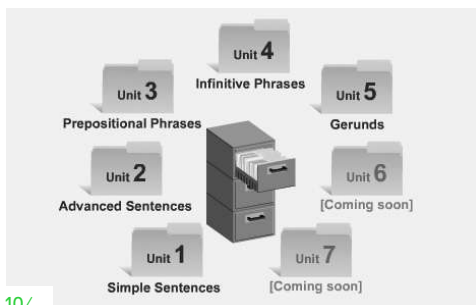 Unit 4
Infinitive Phrases
Unit 3
Prepositional Phrases
Unit 5
Gerunds
Unit 2
Advanced Sentences
Unit 6
[Coming soon]
Unit 1
Simple Sentences
Unit 7
[Coming soon]